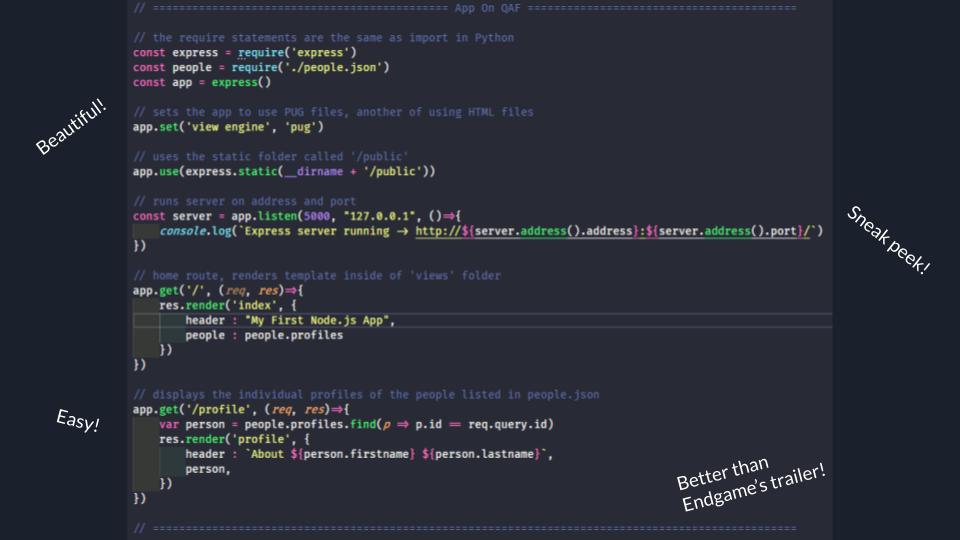 // ============================================= App On QAF =========================================

// the require statements are the same as import in Python
const express = require('express')
const people = require('./people.json')
const app = express()

// sets the app to use PUG files, another of using HTML files
app.set('view engine', 'pug')

// uses the static folder called '/public'
app.use(express.static(__dirname + '/public'))

// runs server on address and port
const server = app.listen(5000, "127.0.0.1", ()=>{
    console.log(`Express server running → http://${server.address().address}:${server.address().port}/`)
})

// home route, renders template inside of 'views' folder
app.get('/', (req, res)=>{
    res.render('index', {
        header : "My First Node.js App",
        people : people.profiles
    })
})

// displays the individual profiles of the people listed in people.json
app.get('/profile', (req, res)=>{
    var person = people.profiles.find(p => p.id == req.query.id)
    res.render('profile', {
        header : `About ${person.firstname} ${person.lastname}`,
        person,
    })
})

// ==================================================================================================
Beautiful!
Sneak peek!
Easy!
Better than
Endgame's trailer!